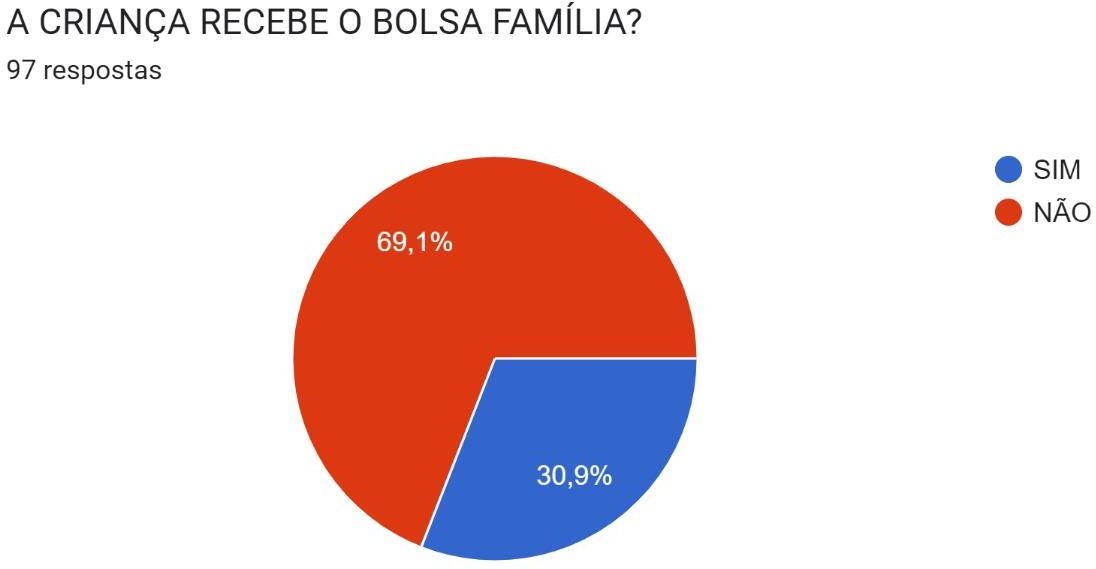 A CRIANÇA RECEBE O BOLSA FAMÍLIA?
97 respostas
SIM
NÃO
69,1%
30,9%